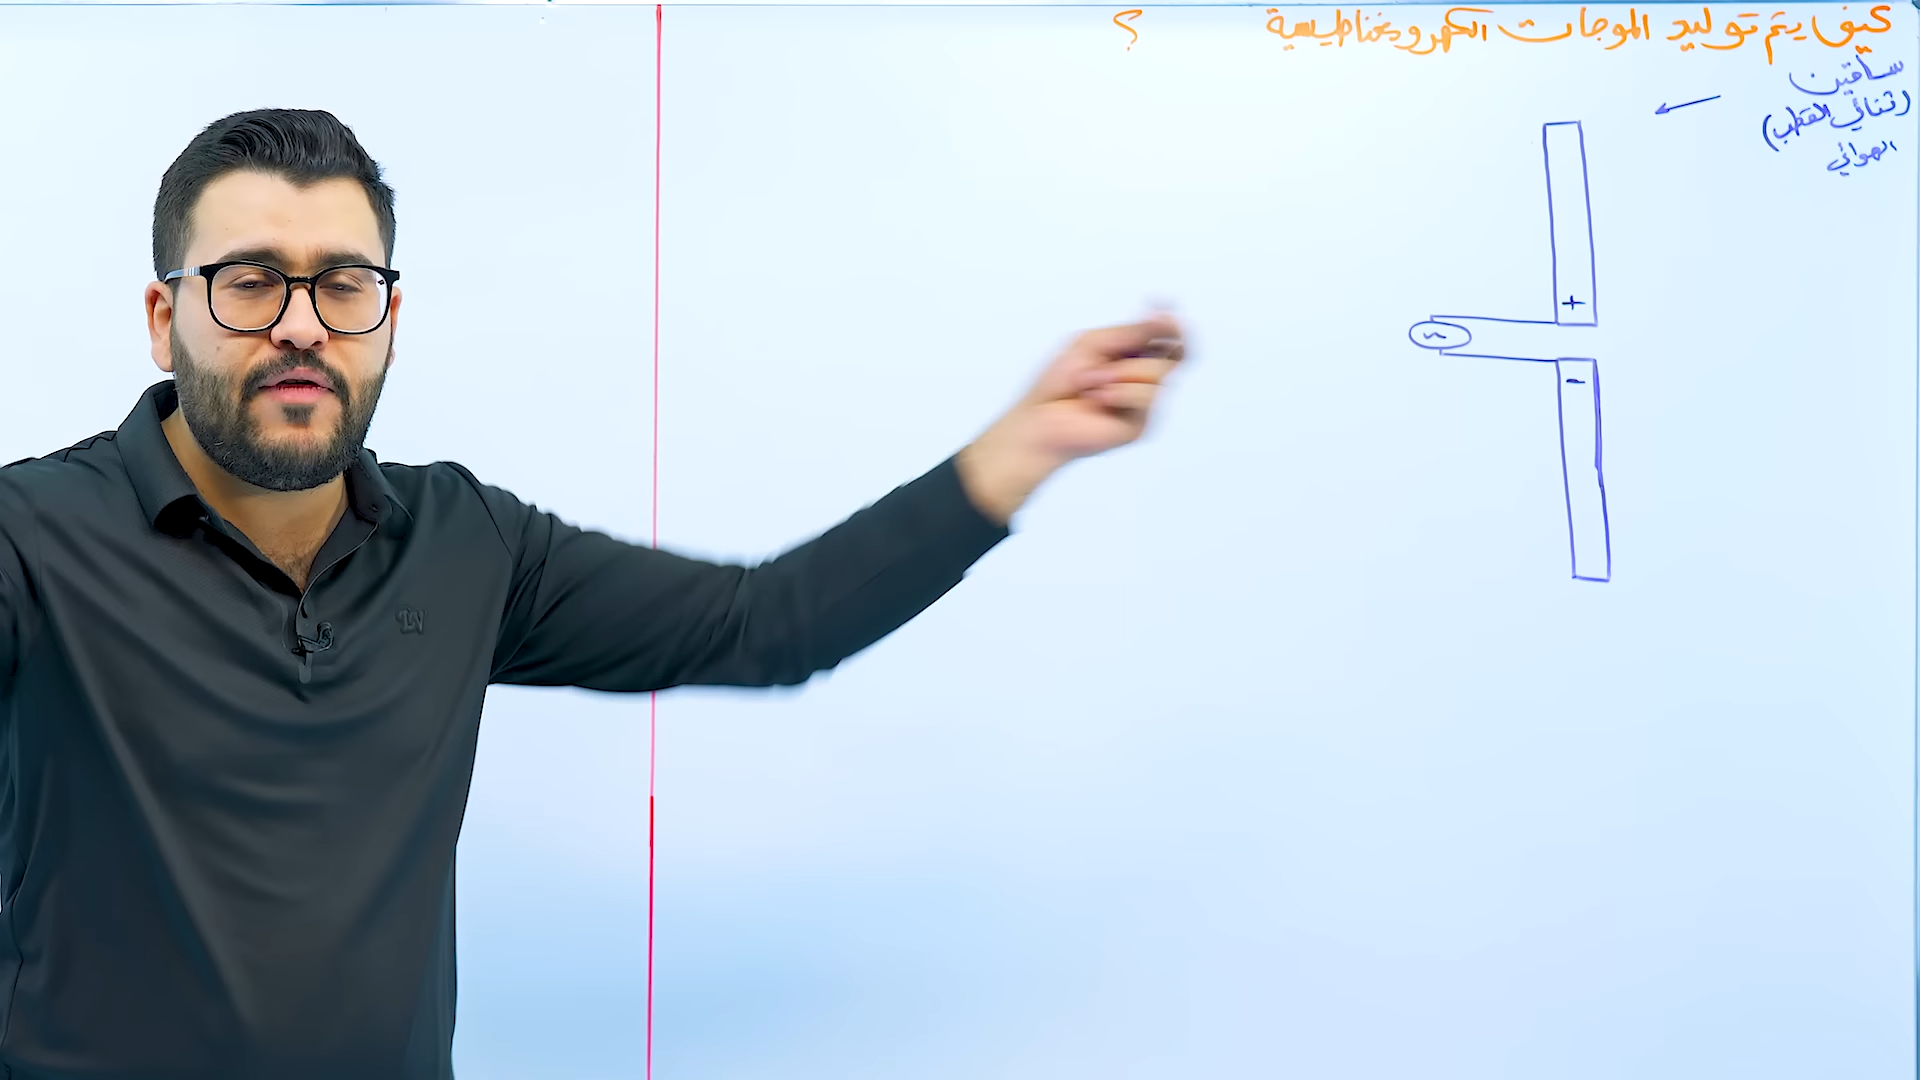 كيف يتم توليد الموجات الكهرومغناطيسية ؟
ساقين
(ثنائي القطب)
الهوائي
+
~
-